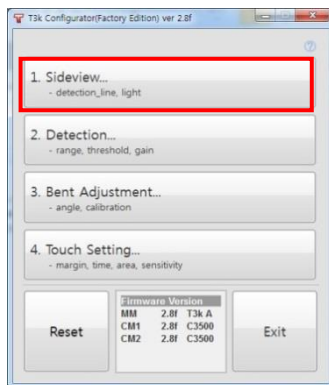 T3k Configurator(Factory Edition) ver 2.8f
1. Sideview...
- detection_line, light
2. Detection...
- range, threshold, gain
3. Bent Adjustment...
- angle, calibration
4. Touch Setting...
- margin, time, area, sensitivity
Reset
Firmware Version
MM 2.8f T3k A
CM1 2.8f C3500
CM2 2.8f C3500
Exit